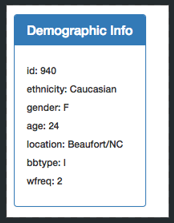 Demographic Info
id: 940
ethnicity: Caucasian
gender: F
age: 24
location: Beaufort/NC
bbtype: I
wfreq: 2